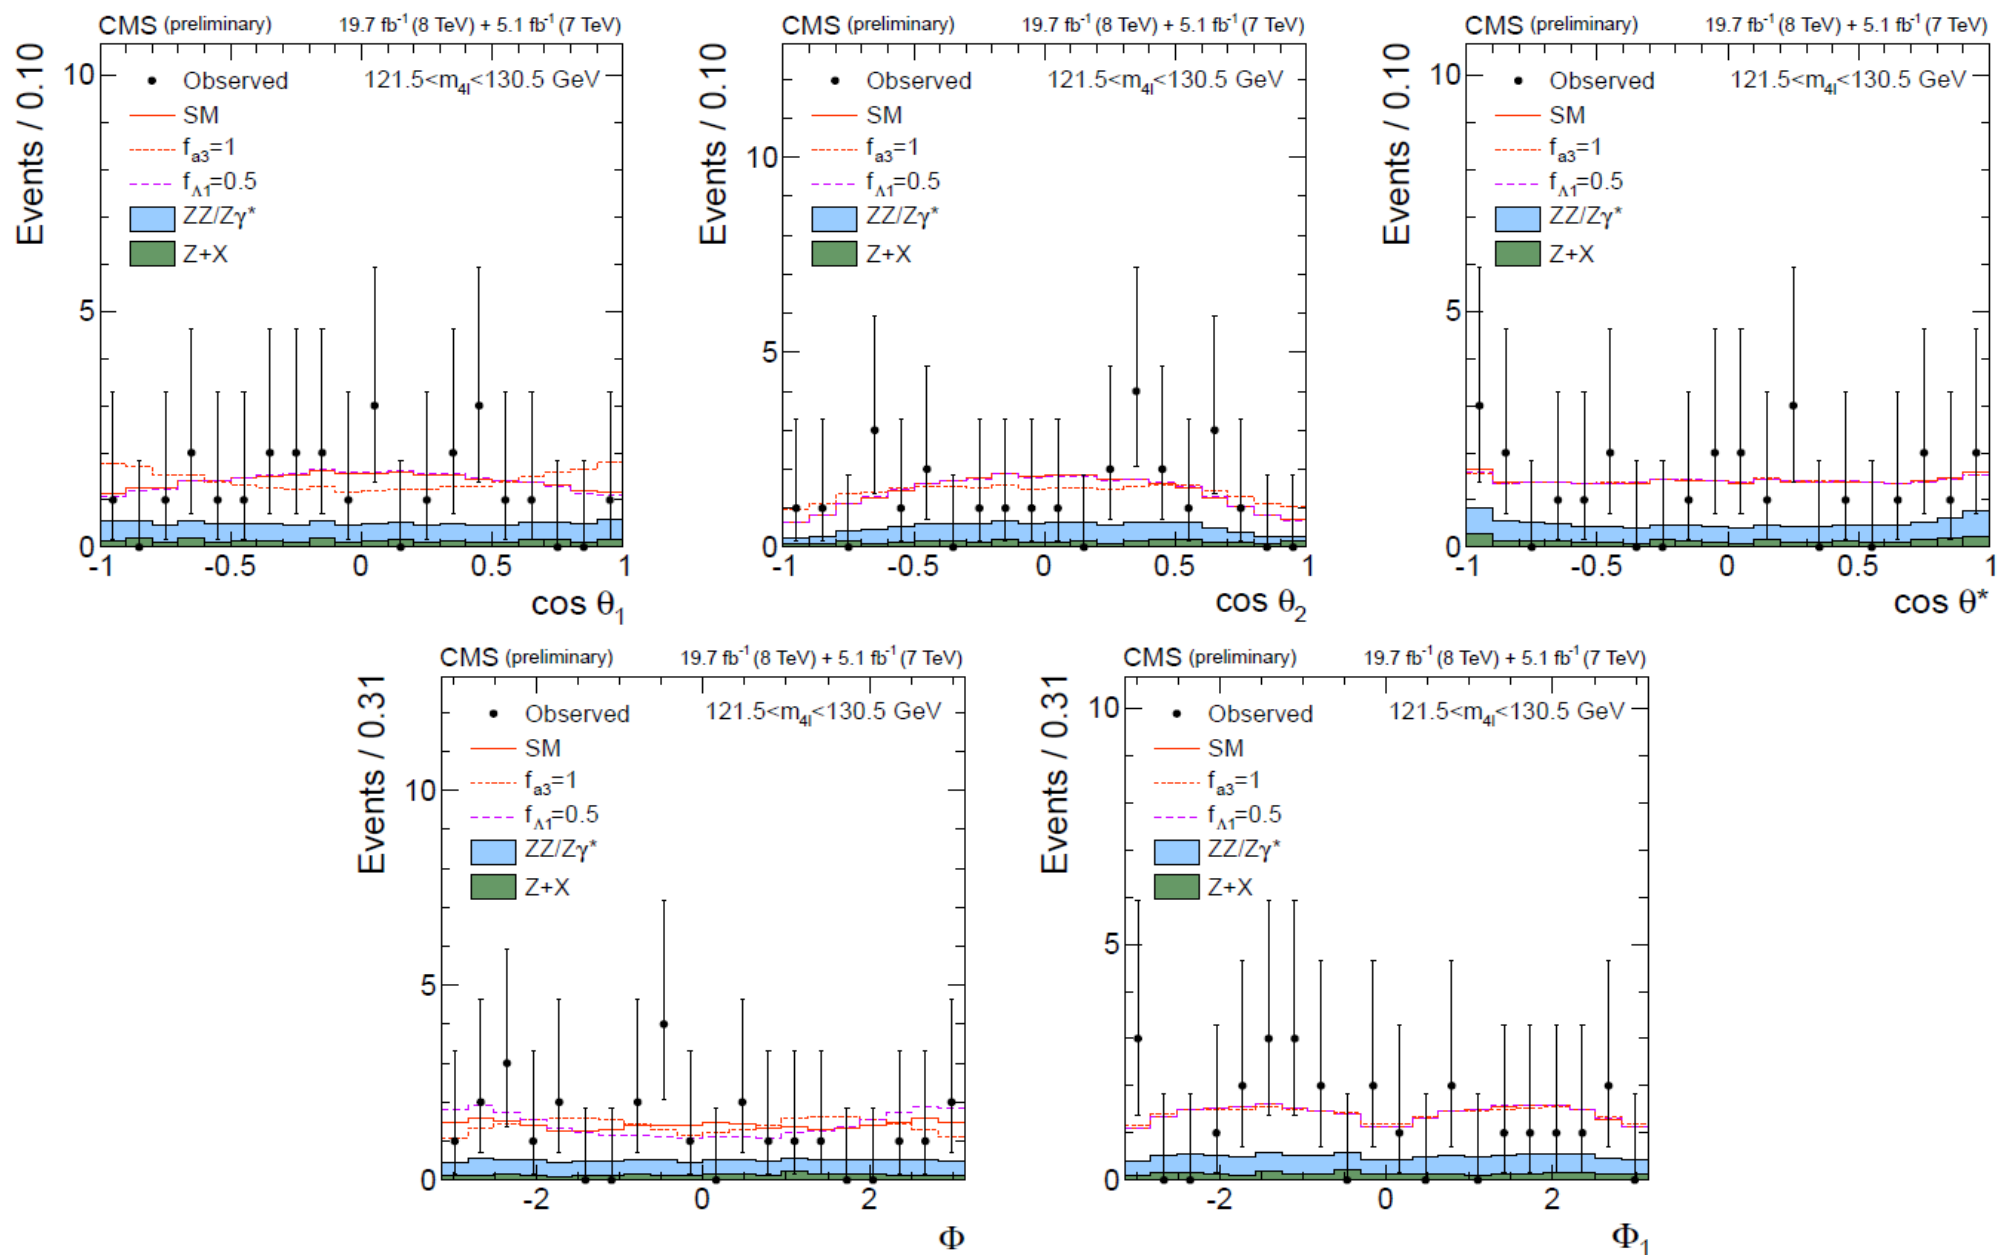 CMS (preliminary) 19.7 fb⁻¹ (8 TeV) + 5.1 fb⁻¹ (7 TeV)
Events / 0.10
121.5<m₄ₗ<130.5 GeV
Observed
SM
f_a3=1
f_Λ1=0.5
ZZ/Zγ*
Z+X
10
5
0
-1 -0.5 0 0.5 1
cos θ₁
CMS (preliminary) 19.7 fb⁻¹ (8 TeV) + 5.1 fb⁻¹ (7 TeV)
Events / 0.10
121.5<m₄ₗ<130.5 GeV
Observed
SM
f_a3=1
f_Λ1=0.5
ZZ/Zγ*
Z+X
10
5
0
-1 -0.5 0 0.5 1
cos θ₂
CMS (preliminary) 19.7 fb⁻¹ (8 TeV) + 5.1 fb⁻¹ (7 TeV)
Events / 0.10
121.5<m₄ₗ<130.5 GeV
Observed
SM
f_a3=1
f_Λ1=0.5
ZZ/Zγ*
Z+X
10
5
0
-1 -0.5 0 0.5 1
cos θ*
CMS (preliminary) 19.7 fb⁻¹ (8 TeV) + 5.1 fb⁻¹ (7 TeV)
Events / 0.31
121.5<m₄ₗ<130.5 GeV
Observed
SM
f_a3=1
f_Λ1=0.5
ZZ/Zγ*
Z+X
10
5
0
-2 0 2
Φ
CMS (preliminary) 19.7 fb⁻¹ (8 TeV) + 5.1 fb⁻¹ (7 TeV)
Events / 0.31
121.5<m₄ₗ<130.5 GeV
Observed
SM
f_a3=1
f_Λ1=0.5
ZZ/Zγ*
Z+X
10
5
0
-2 0 2
Φ₁